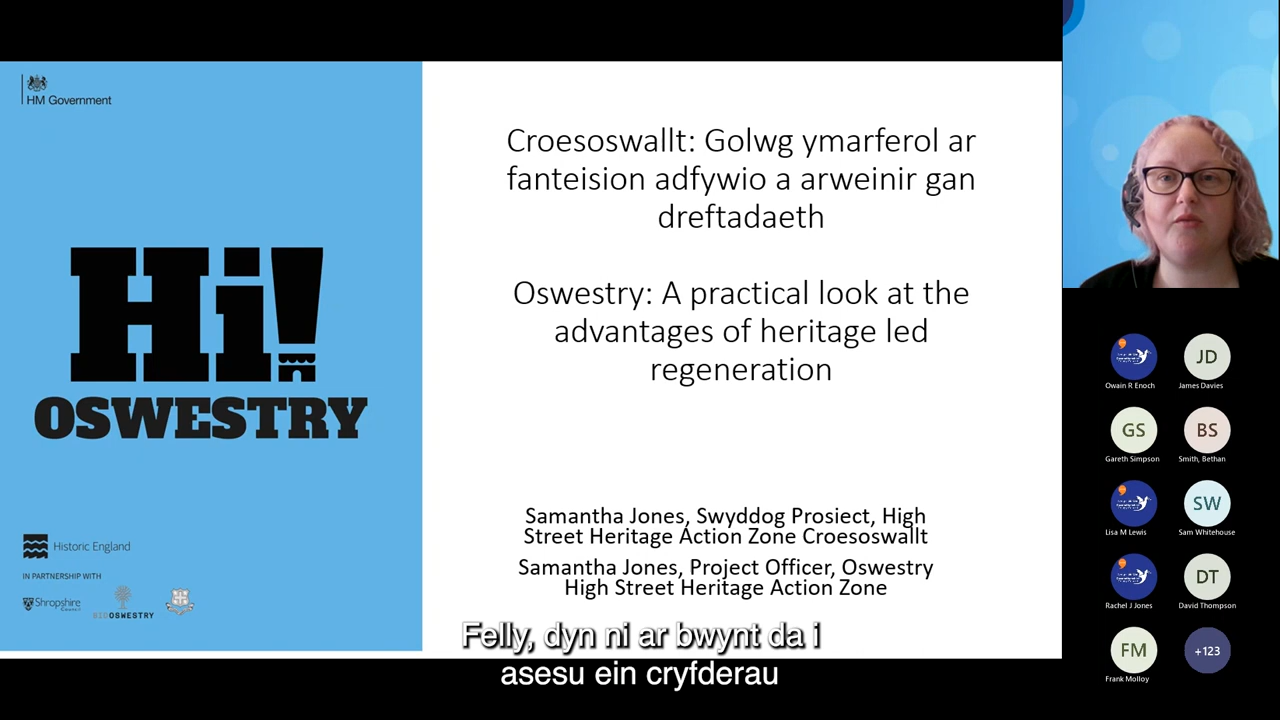 HM Government
Hi!
OSWESTRY
Historic England
IN PARTNERSHIP WITH
Shropshire
Council
OSWESTRY
Croesoswallt: Golwg ymarferol ar
fanteision adfywio a arweinir gan
dreftadaeth
Oswestry: A practical look at the
advantages of heritage led
regeneration
Samantha Jones, Swyddog Prosiect, High
Street Heritage Action Zone Croesoswallt
Samantha Jones, Project Officer, Oswestry
High Street Heritage Action Zone
Felly, dyn ni ar bwynt da i
asesu ein cryfderau
Owain R Enoch
JD
James Davies
GS
Gareth Simpson
BS
Smith, Bethan
Lisa M Lewis
SW
Sam Whitehouse
Rachel J Jones
DT
David Thompson
FM
Frank Molloy
+123